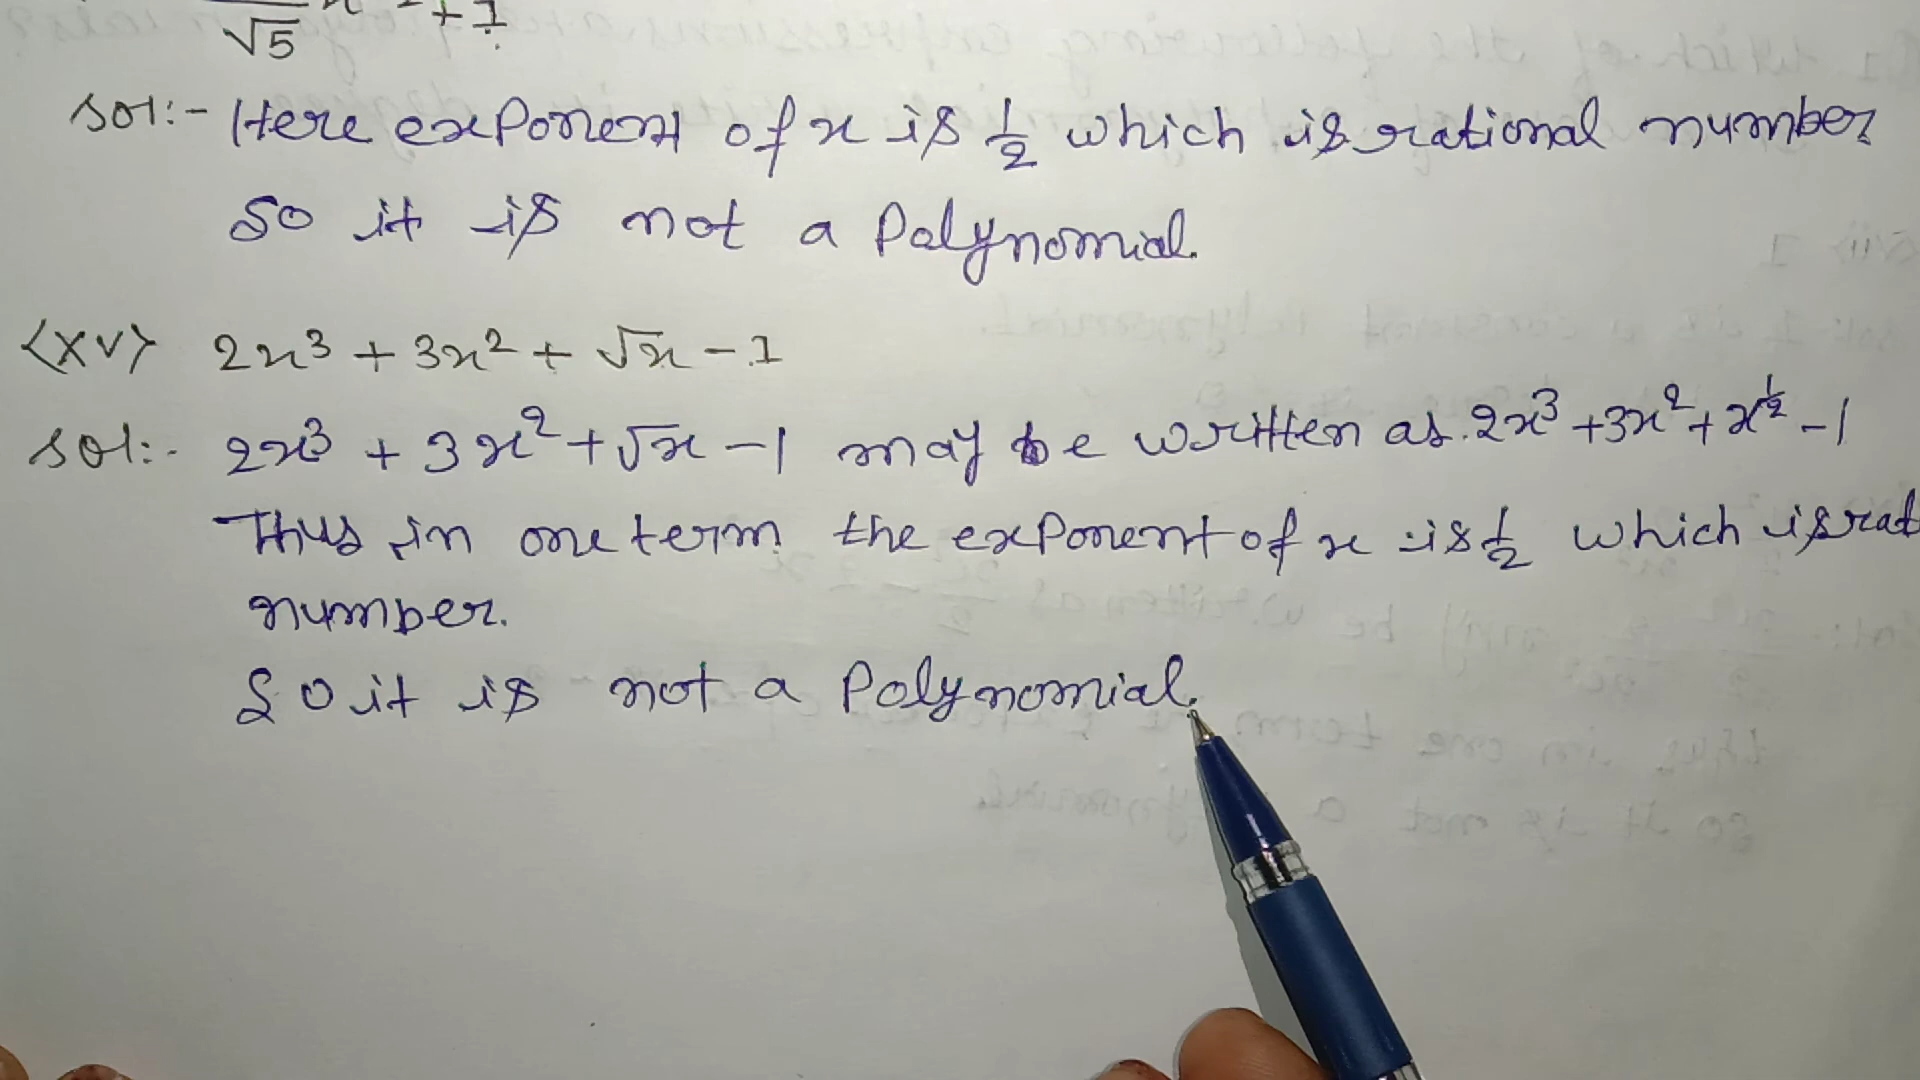 √5 + 1
Sol:- Here exponent of x is 1/2 which is rational number
So it is not a Polynomial.
<XV> 2x³ + 3x² + √x - 1
Sol:- 2x³ + 3x² + √x - 1 may be written as 2x³ + 3x² + x^1/2 - 1
Thus in one term the exponent of x is 1/2 which is rat
number.
So it is not a Polynomial.